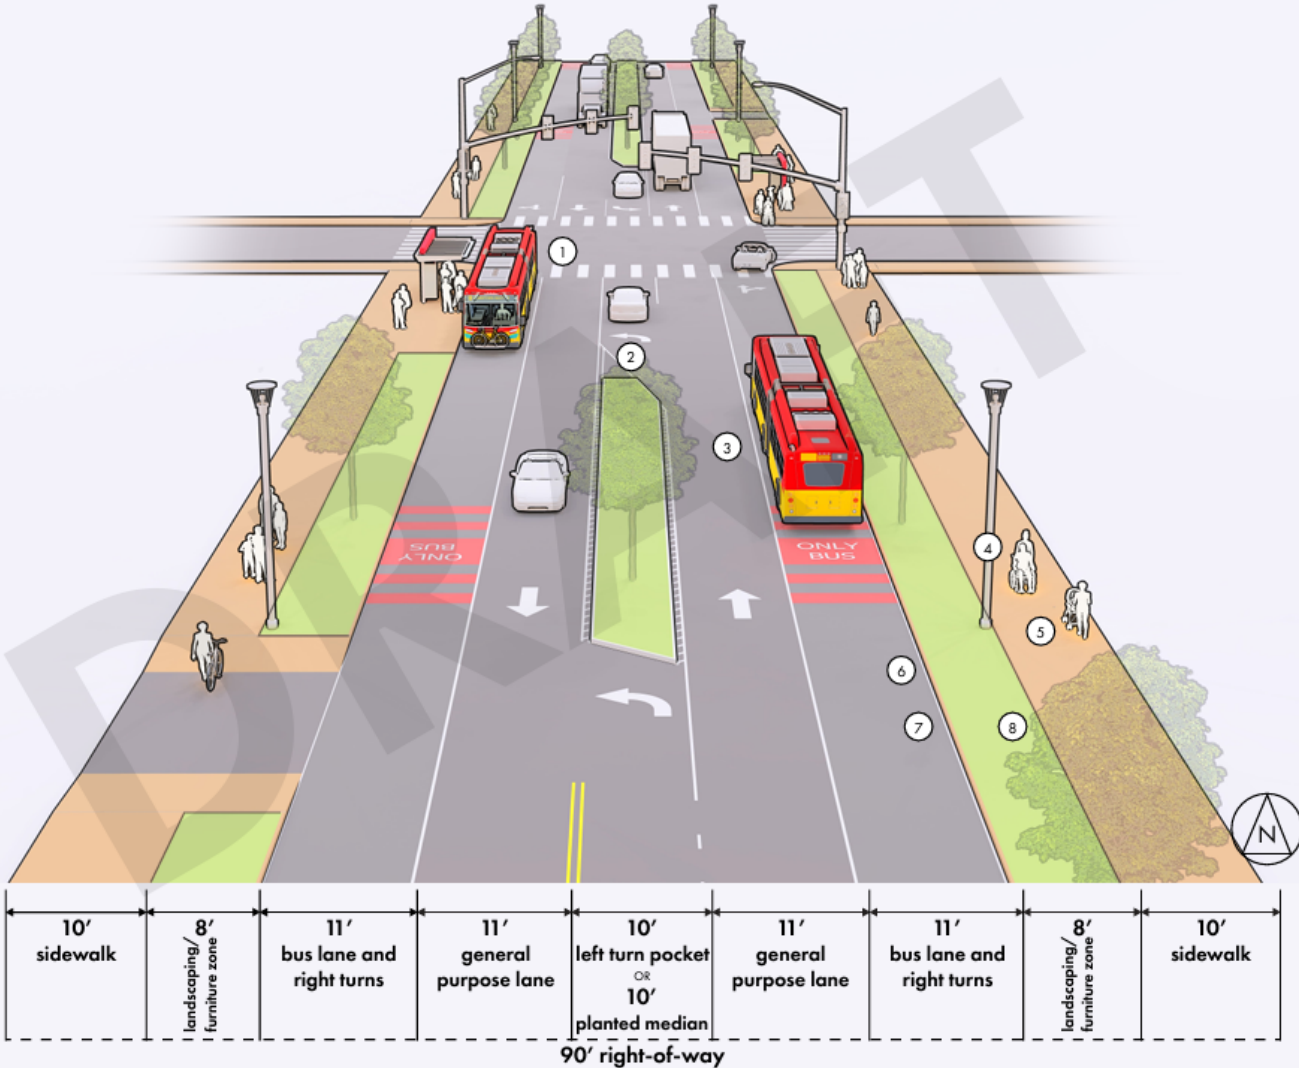 DRAFT
1
2
3
4
5
6
7
8
BUS
ONLY
ONLY
BUS
N
10’
sidewalk
8’
landscaping/
furniture zone
11’
bus lane and
right turns
11’
general
purpose lane
10’
left turn pocket
OR
10’
planted median
11’
general
purpose lane
11’
bus lane and
right turns
8’
landscaping/
furniture zone
10’
sidewalk
90’ right-of-way